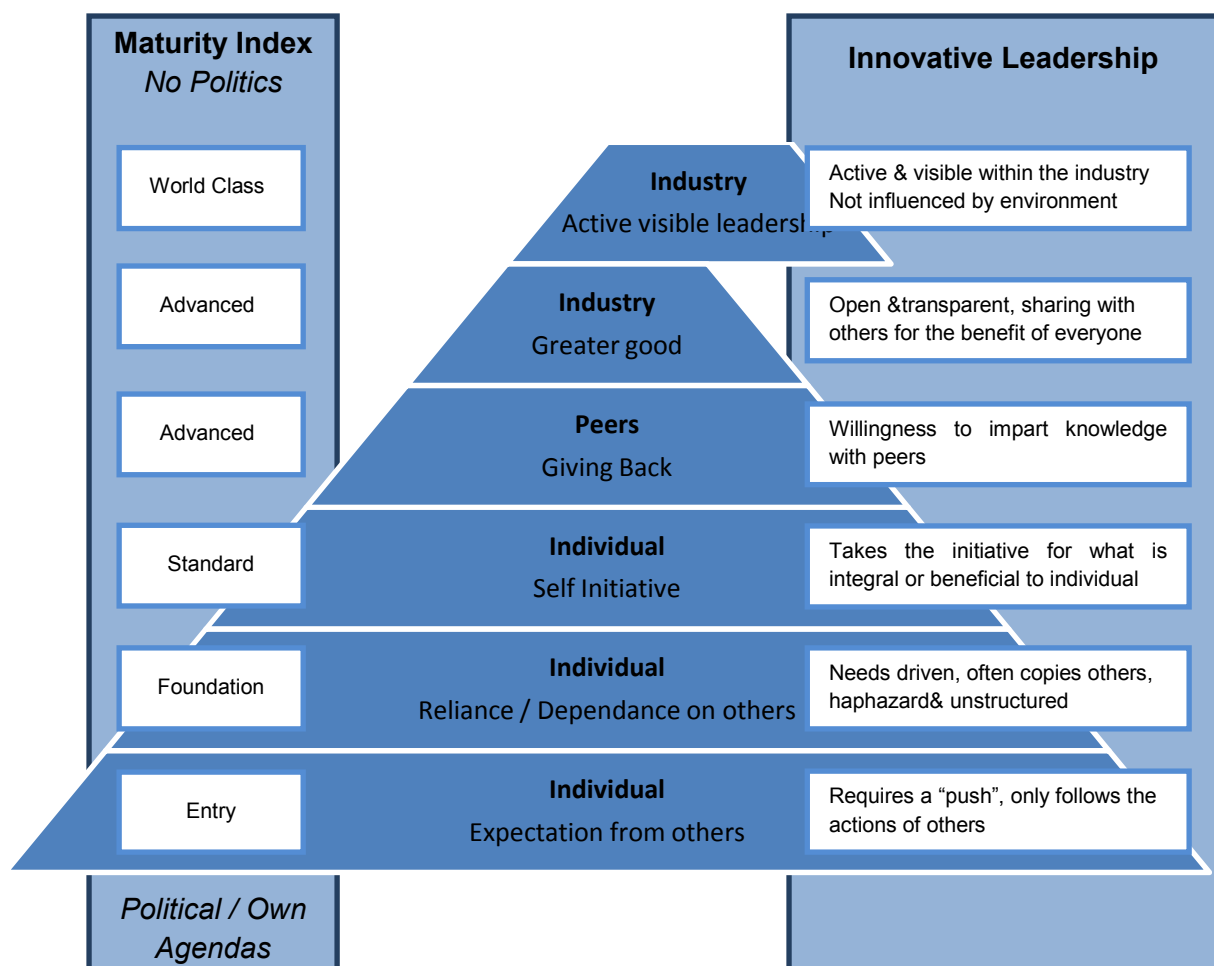 Maturity Index
No Politics
Innovative Leadership
World Class
Industry
Active visible leadership
Active & visible within the industry
Not influenced by environment
Advanced
Industry
Greater good
Open &transparent, sharing with
others for the benefit of everyone
Advanced
Peers
Giving Back
Willingness to impart knowledge
with peers
Standard
Individual
Self Initiative
Takes the initiative for what is
integral or beneficial to individual
Foundation
Individual
Reliance / Dependance on others
Needs driven, often copies others,
haphazard& unstructured
Entry
Individual
Expectation from others
Requires a “push”, only follows the
actions of others
Political / Own
Agendas